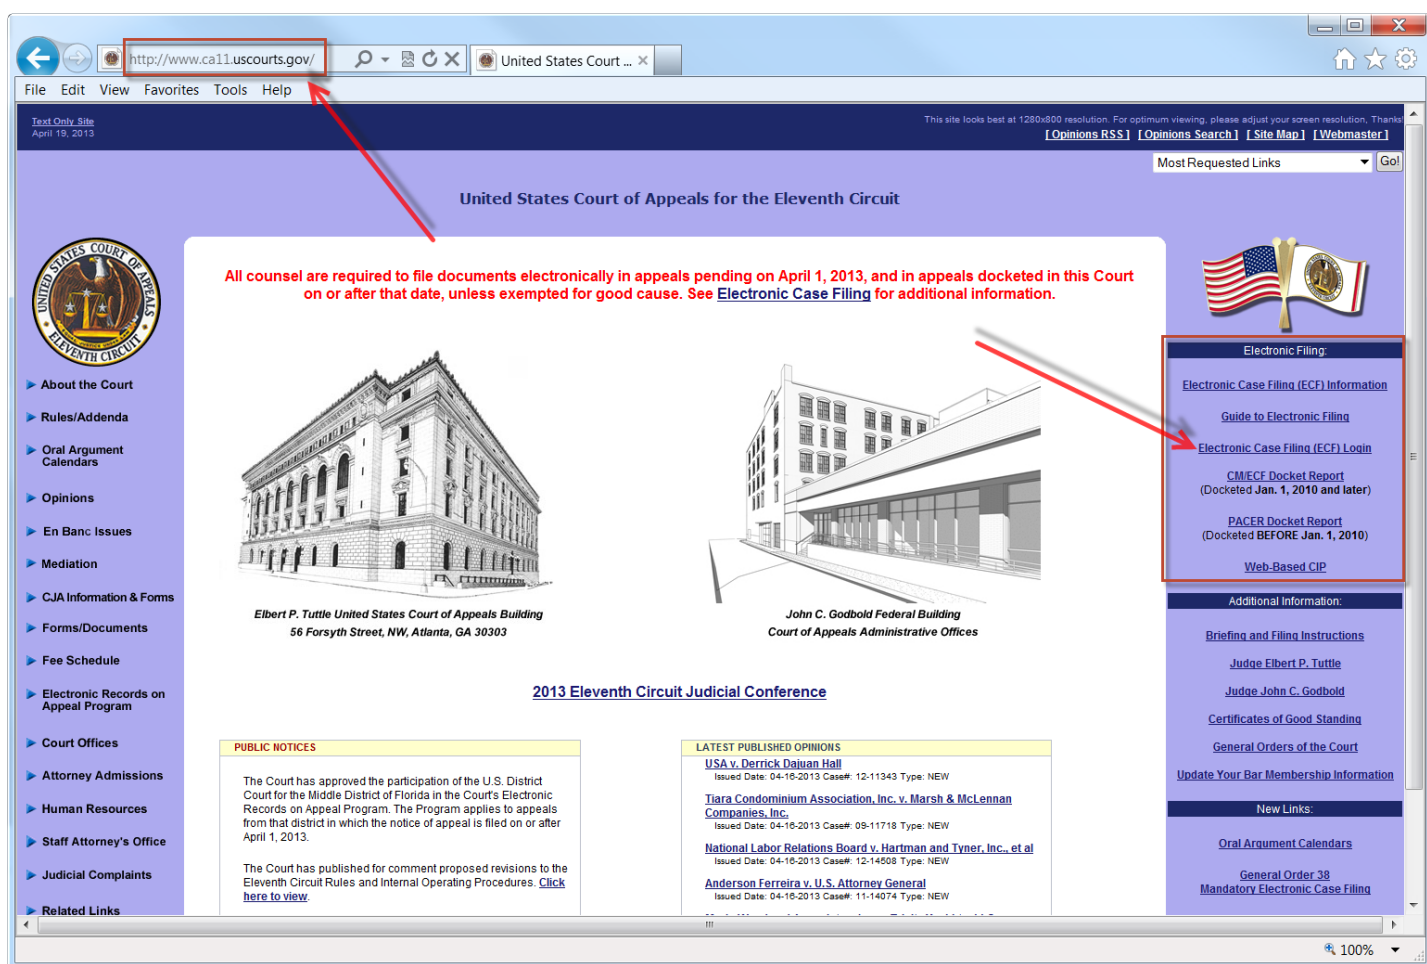 http://www.ca11.uscourts.gov/
United States Court ...
File Edit View Favorites Tools Help
Text Only Site
April 19, 2013
This site looks best at 1280x800 resolution. For optimum viewing, please adjust your screen resolution, Thanks!
[ Opinions RSS ] [ Opinions Search ] [ Site Map ] [ Webmaster ]
Most Requested Links
Go!
United States Court of Appeals for the Eleventh Circuit
UNITED STATES COURT OF APPEALS
ELEVENTH CIRCUIT
About the Court
Rules/Addenda
Oral Argument
Calendars
Opinions
En Banc Issues
Mediation
CJA Information & Forms
Forms/Documents
Fee Schedule
Electronic Records on
Appeal Program
Court Offices
Attorney Admissions
Human Resources
Staff Attorney's Office
Judicial Complaints
Related Links
All counsel are required to file documents electronically in appeals pending on April 1, 2013, and in appeals docketed in this Court
on or after that date, unless exempted for good cause. See Electronic Case Filing for additional information.
Elbert P. Tuttle United States Court of Appeals Building
56 Forsyth Street, NW, Atlanta, GA 30303
John C. Godbold Federal Building
Court of Appeals Administrative Offices
2013 Eleventh Circuit Judicial Conference
PUBLIC NOTICES
The Court has approved the participation of the U.S. District
Court for the Middle District of Florida in the Court's Electronic
Records on Appeal Program. The Program applies to appeals
from that district in which the notice of appeal is filed on or after
April 1, 2013.
The Court has published for comment proposed revisions to the
Eleventh Circuit Rules and Internal Operating Procedures. Click
here to view.
LATEST PUBLISHED OPINIONS
USA v. Derrick Dajuan Hall
Issued Date: 04-16-2013 Case#: 12-11343 Type: NEW
Tiara Condominium Association, Inc. v. Marsh & McLennan
Companies, Inc.
Issued Date: 04-16-2013 Case#: 09-11718 Type: NEW
National Labor Relations Board v. Hartman and Tyner, Inc., et al
Issued Date: 04-16-2013 Case#: 12-14508 Type: NEW
Anderson Ferreira v. U.S. Attorney General
Issued Date: 04-16-2013 Case#: 11-14074 Type: NEW
Electronic Filing:
Electronic Case Filing (ECF) Information
Guide to Electronic Filing
Electronic Case Filing (ECF) Login
CM/ECF Docket Report
(Docketed Jan. 1, 2010 and later)
PACER Docket Report
(Docketed BEFORE Jan. 1, 2010)
Web-Based CIP
Additional Information:
Briefing and Filing Instructions
Judge Elbert P. Tuttle
Judge John C. Godbold
Certificates of Good Standing
General Orders of the Court
Update Your Bar Membership Information
New Links:
Oral Argument Calendars
General Order 38
Mandatory Electronic Case Filing
100%